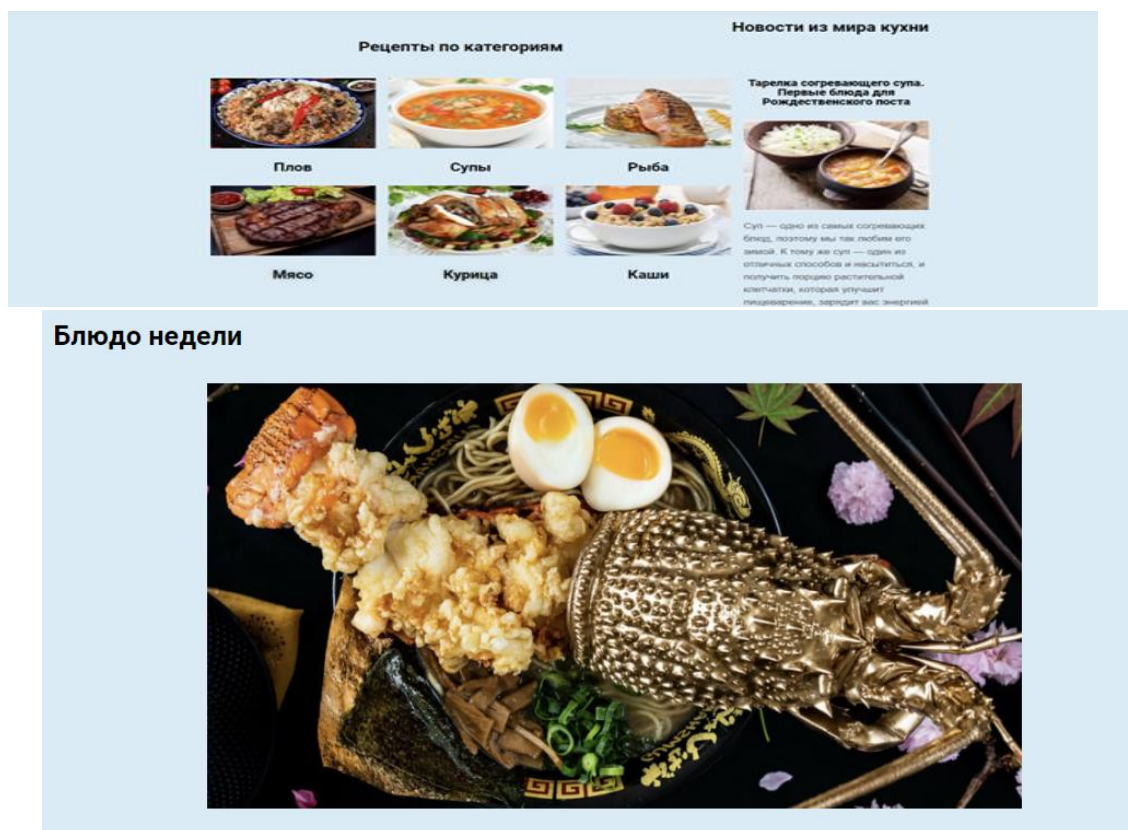 Новости из мира кухни
Рецепты по категориям
Тарелка согревающего супа.
Первые блюда для
Рождественского поста
Плов
Супы
Рыба
Мясо
Курица
Каши
Суп — одно из самых согревающих
блюд, поэтому мы так любим его
зимой. К тому же суп — один из
отличных способов и насытиться, и
получить порцию растительной
клетчатки, которая улучшит
пищеварение, зарядит вас энергией
Блюдо недели